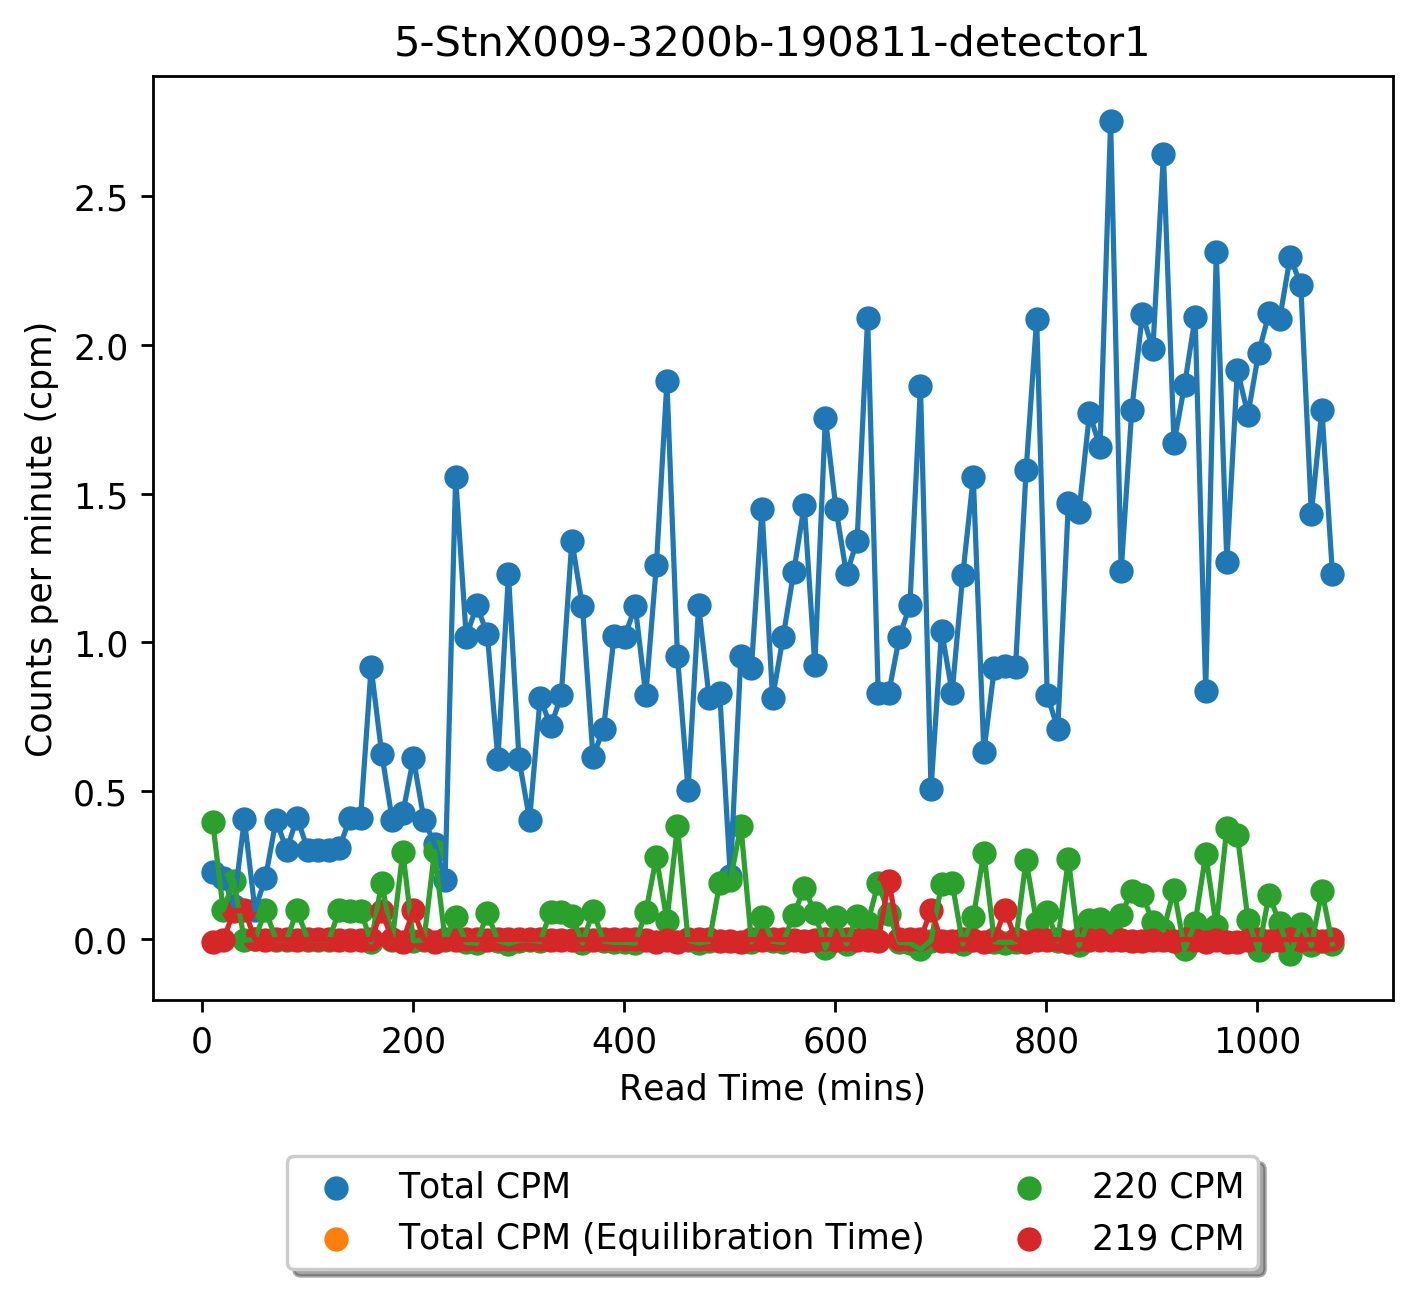 5-StnX009-3200b-190811-detector1
Counts per minute (cpm)
2.5
2.0
1.5
1.0
0.5
0.0
0 200 400 600 800 1000
Read Time (mins)
Total CPM
Total CPM (Equilibration Time)
220 CPM
219 CPM